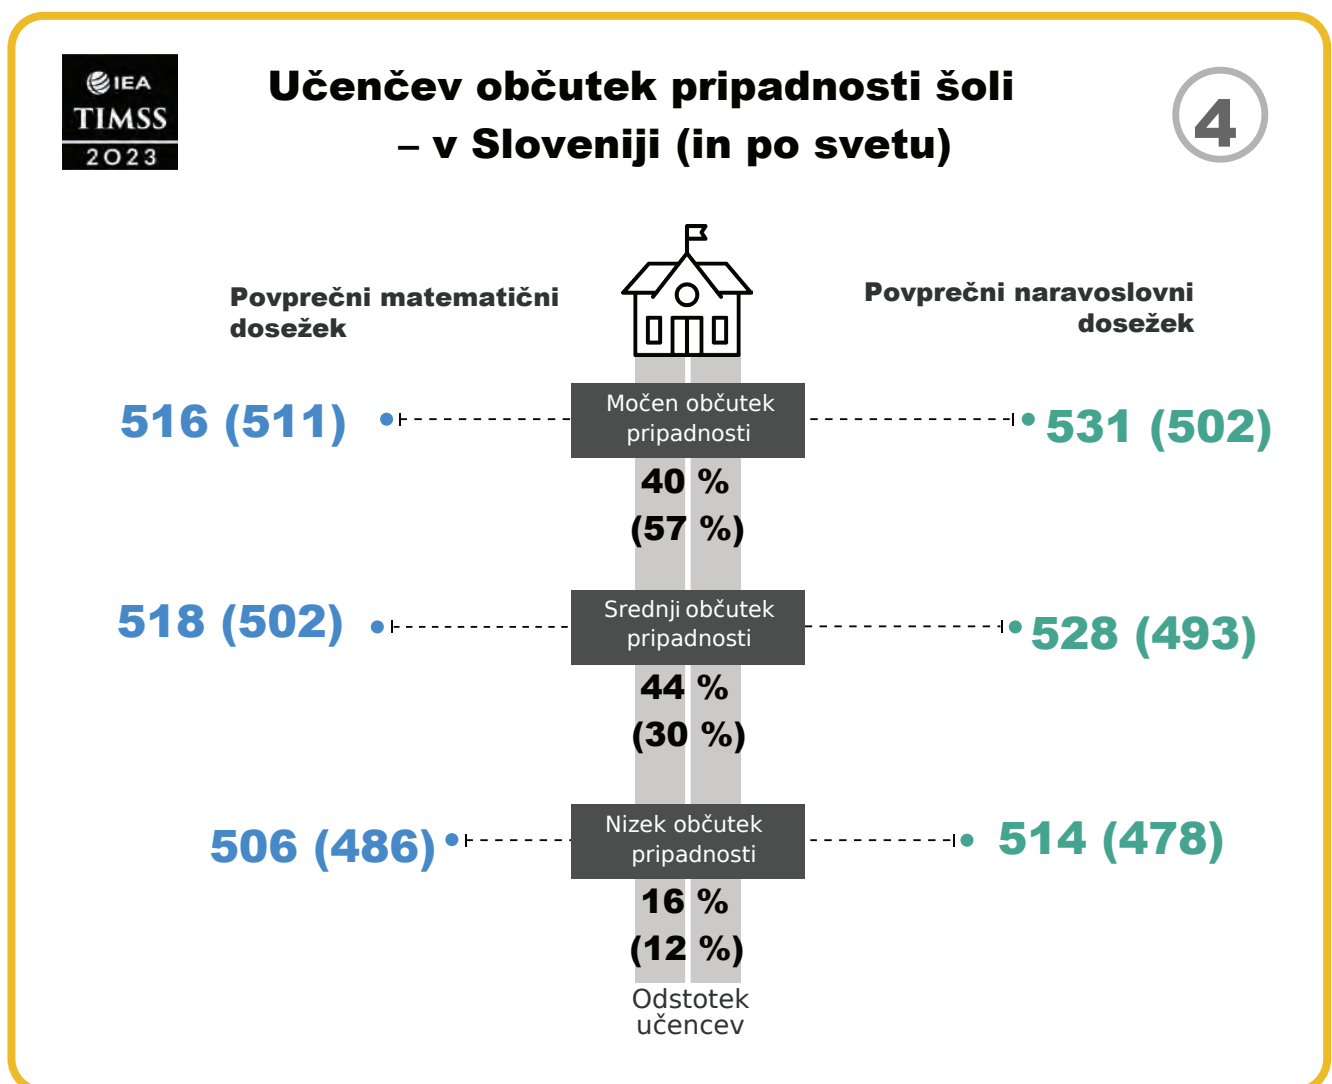 IEA
TIMSS
2023
Učenčev občutek pripadnosti šoli
– v Sloveniji (in po svetu)
4
Povprečni matematični
dosežek
Povprečni naravoslovni
dosežek
516 (511)
Močen občutek
pripadnosti
531 (502)
40 %
(57 %)
518 (502)
Srednji občutek
pripadnosti
528 (493)
44 %
(30 %)
506 (486)
Nizek občutek
pripadnosti
514 (478)
16 %
(12 %)
Odstotek
učencev